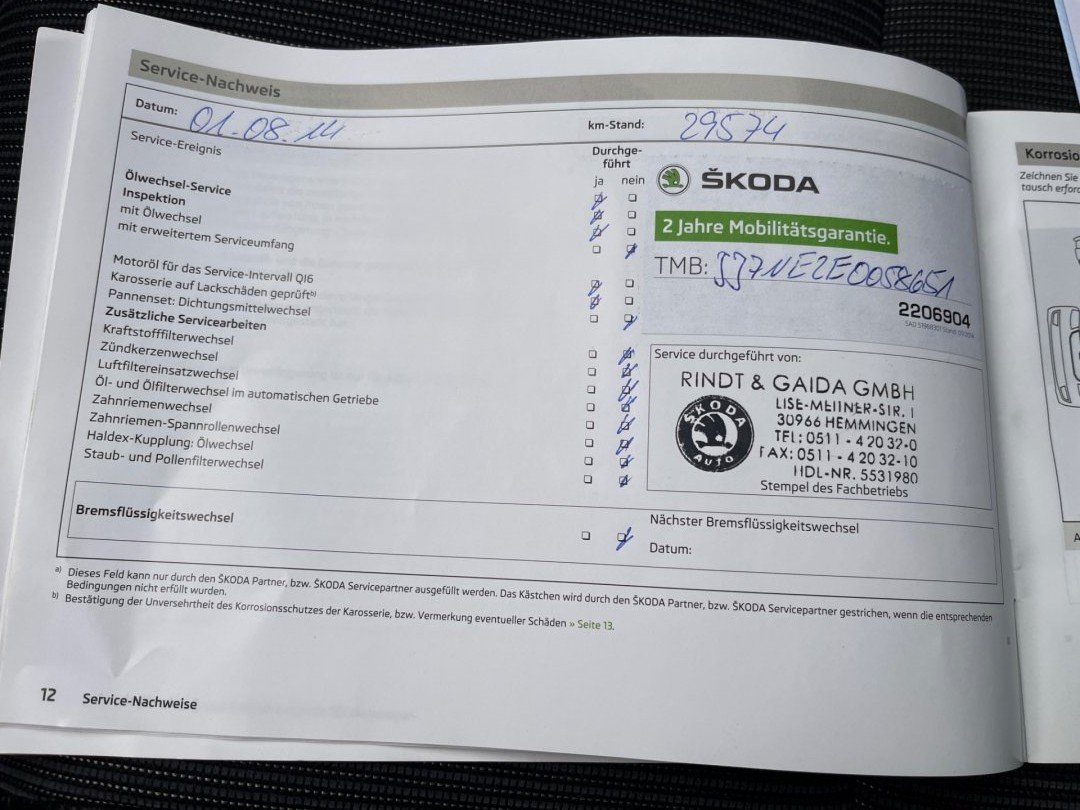 Service-Nachweis
Datum: 01.08.14
km-Stand: 29574
Service-Ereignis
Durchge-
führt
ja nein
Ölwechsel-Service
Inspektion
mit Ölwechsel
mit erweitertem Serviceumfang
Motoröl für das Service-Intervall QI6
Karosserie auf Lackschäden geprüft b)
Pannenset: Dichtungsmittelwechsel
Zusätzliche Servicearbeiten
Kraftstofffilterwechsel
Zündkerzenwechsel
Luftfiltereinsatzwechsel
Öl- und Ölfilterwechsel im automatischen Getriebe
Zahnriemenwechsel
Zahnriemen-Spannrollenwechsel
Haldex-Kupplung: Ölwechsel
Staub- und Pollenfilterwechsel
ŠKODA
2 Jahre Mobilitätsgarantie.
TMB: JJ7NE2E0058651
2206904
Service durchgeführt von:
RINDT & GAIDA GMBH
LISE-MEITNER-STR. 1
30966 HEMMINGEN
TEL: 0511 - 4 20 32-0
FAX: 0511 - 4 20 32-10
HDL-NR. 5531980
ŠKODA
AUTO
Stempel des Fachbetriebs
Bremsflüssigkeitswechsel
Nächster Bremsflüssigkeitswechsel
Datum:
a) Dieses Feld kann nur durch den ŠKODA Partner, bzw. ŠKODA Servicepartner ausgefüllt werden. Das Kästchen wird durch den ŠKODA Partner, bzw. ŠKODA Servicepartner gestrichen, wenn die entsprechenden
Bedingungen nicht erfüllt wurden.
b) Bestätigung der Unversehrtheit des Korrosionsschutzes der Karosserie, bzw. Vermerkung eventueller Schäden » Seite 13.
12 Service-Nachweise
Zeichnen Sie